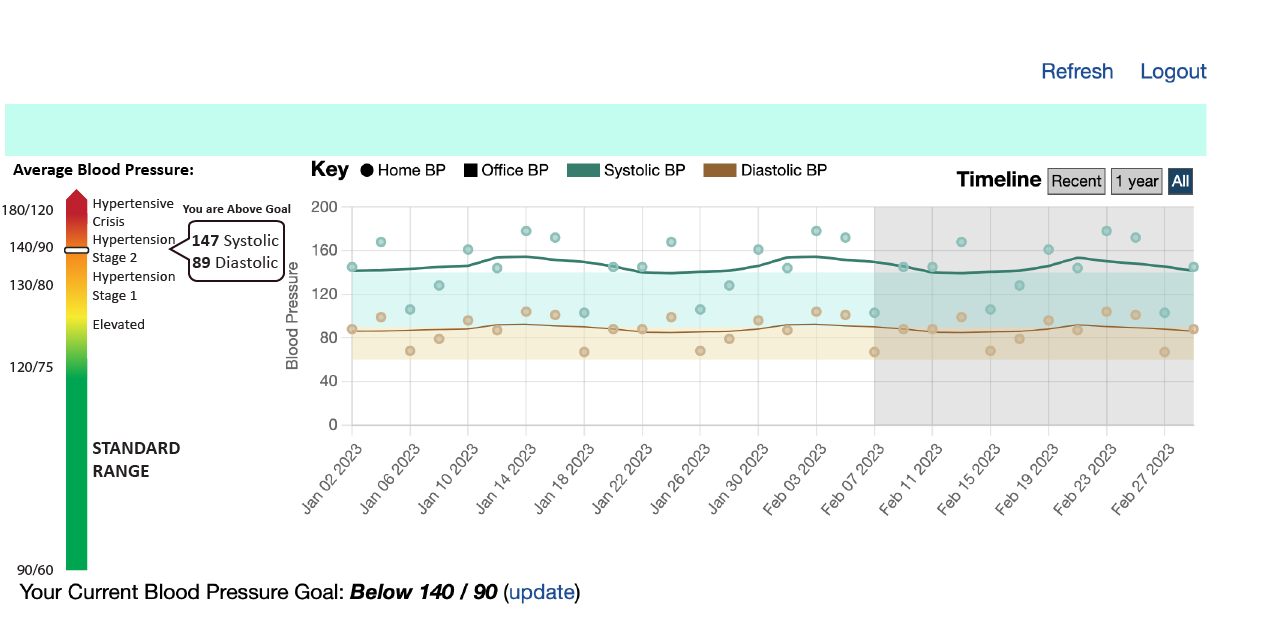 Refresh Logout
Average Blood Pressure:
Key Home BP Office BP Systolic BP Diastolic BP
Timeline Recent 1 year All
180/120
140/90
130/80
120/75
90/60
Hypertensive
Crisis
Hypertension
Stage 2
Hypertension
Stage 1
Elevated
STANDARD
RANGE
You are Above Goal
147 Systolic
89 Diastolic
Blood Pressure
200
160
120
80
40
0
Jan 02 2023
Jan 06 2023
Jan 10 2023
Jan 14 2023
Jan 18 2023
Jan 22 2023
Jan 26 2023
Jan 30 2023
Feb 03 2023
Feb 07 2023
Feb 11 2023
Feb 15 2023
Feb 19 2023
Feb 23 2023
Feb 27 2023
Your Current Blood Pressure Goal: Below 140 / 90 (update)